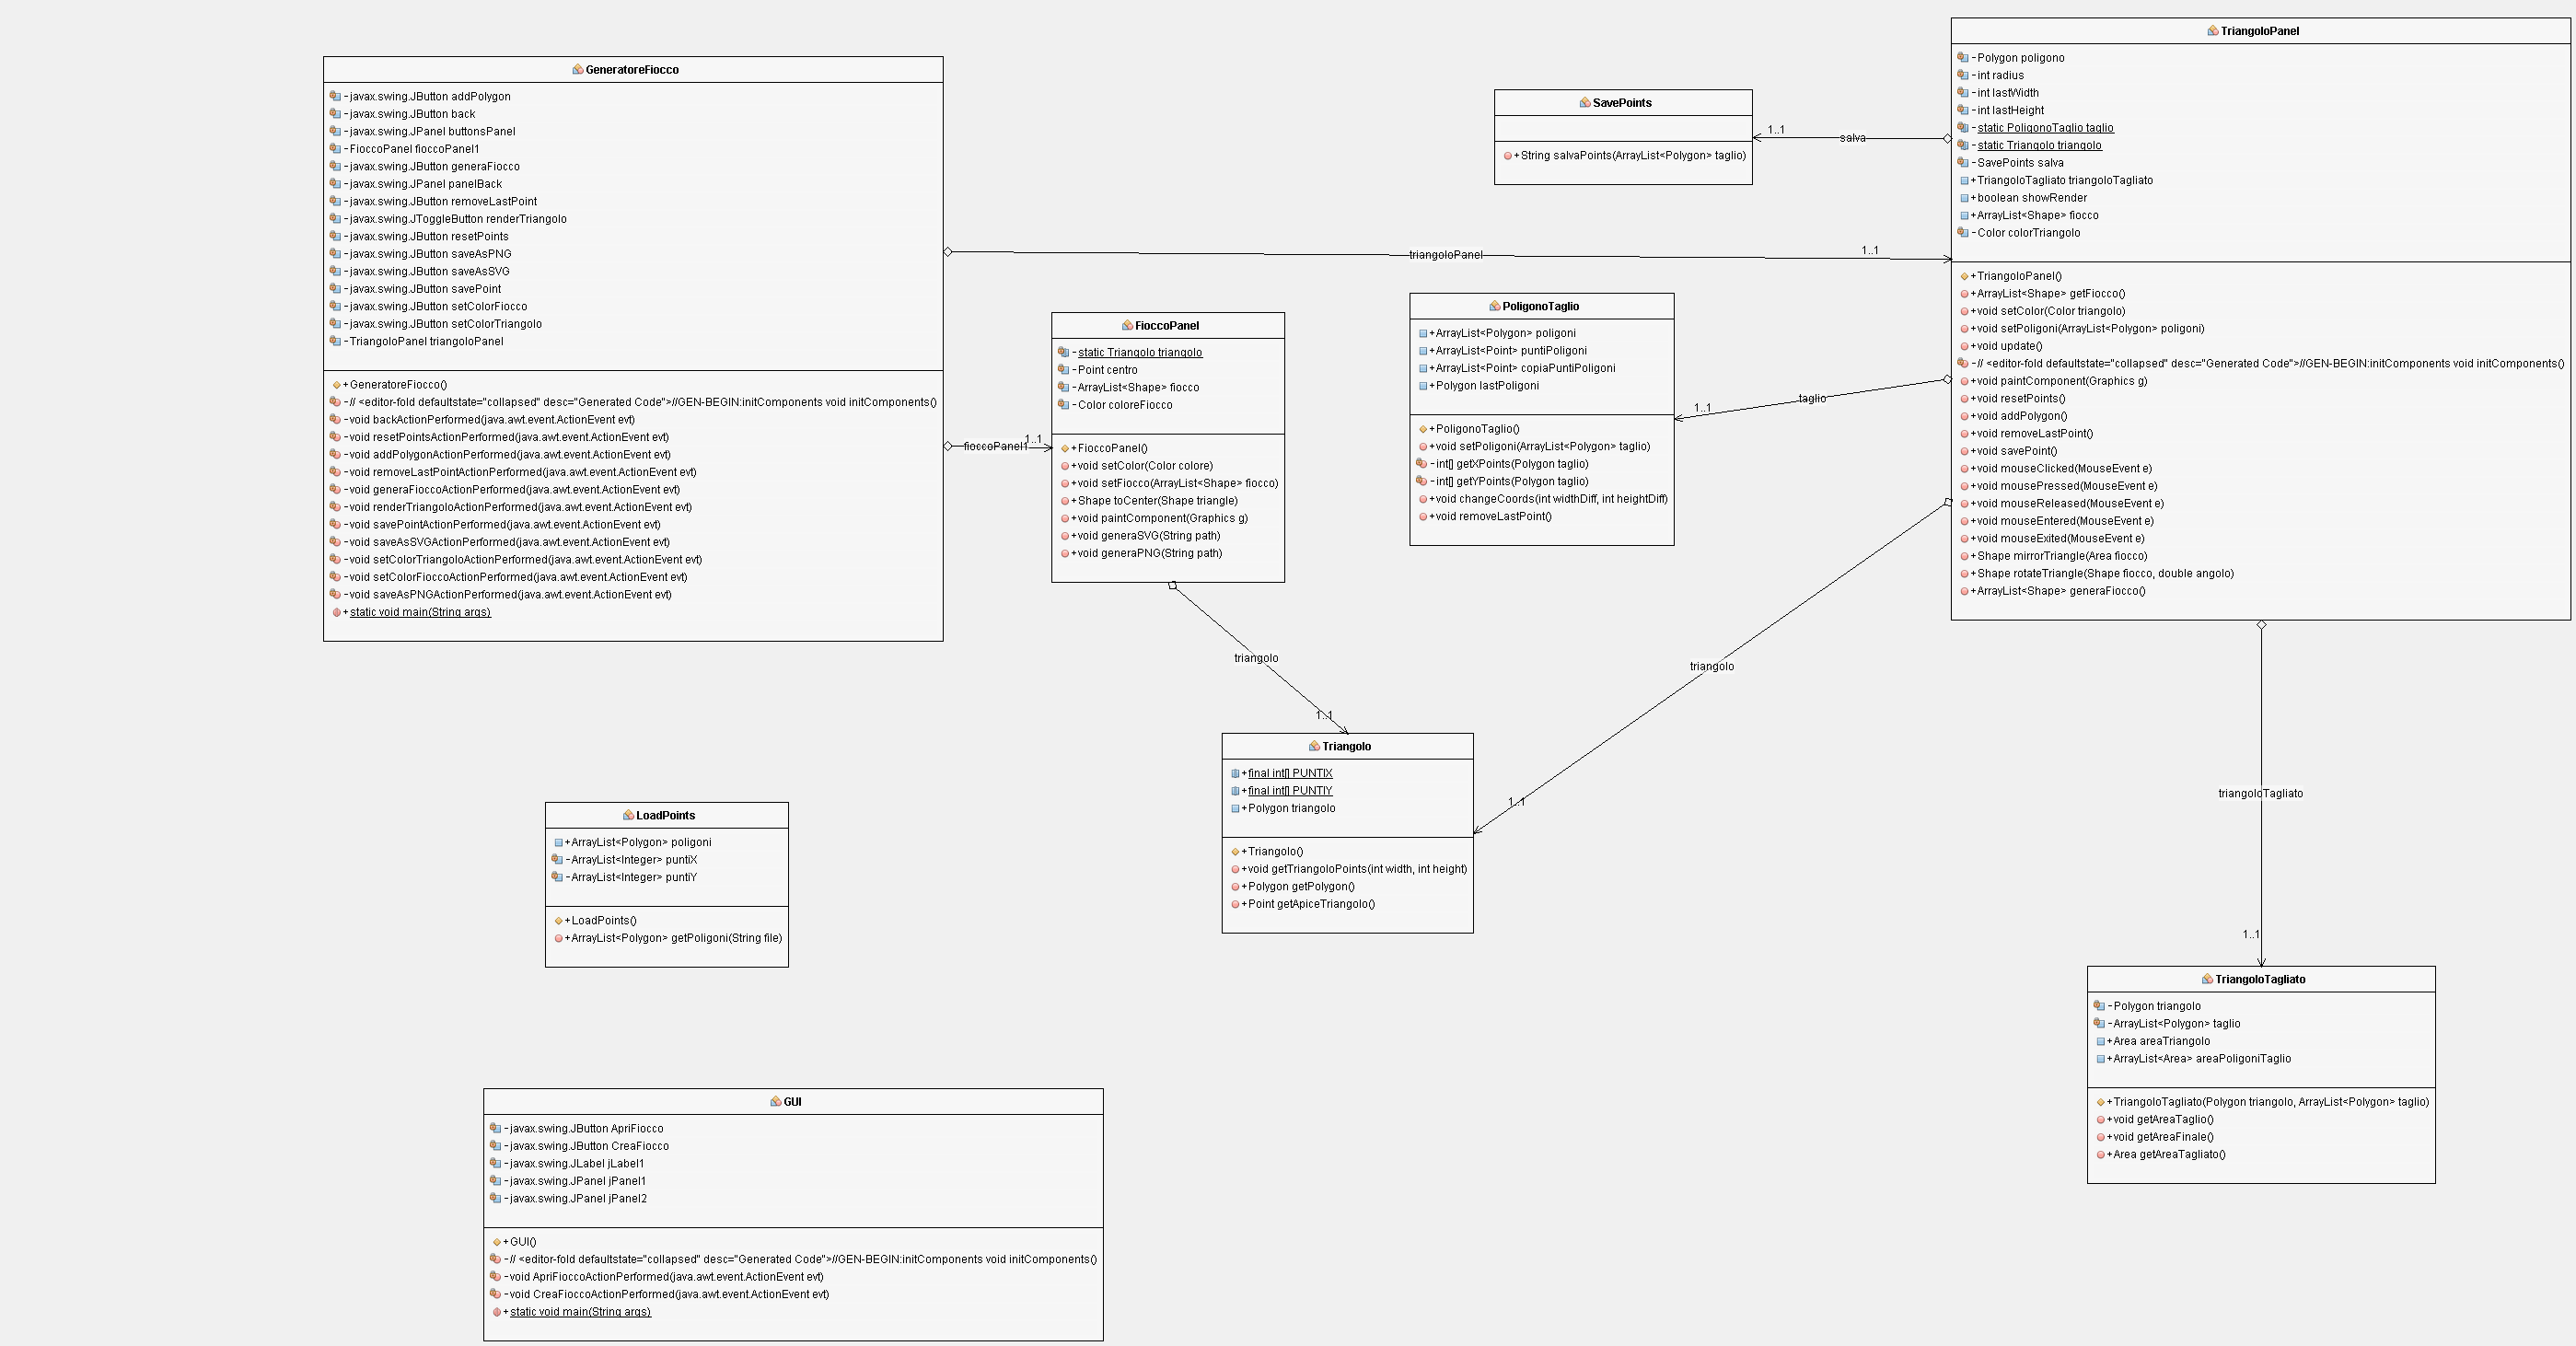 GeneratoreFiocco
- javax.swing.JButton addPolygon
- javax.swing.JButton back
- javax.swing.JPanel buttonsPanel
- FioccoPanel fioccoPanel1
- javax.swing.JButton generaFiocco
- javax.swing.JPanel panelBack
- javax.swing.JButton removeLastPoint
- javax.swing.JToggleButton renderTriangolo
- javax.swing.JButton resetPoints
- javax.swing.JButton saveAsPNG
- javax.swing.JButton saveAsSVG
- javax.swing.JButton savePoint
- javax.swing.JButton setColorFiocco
- javax.swing.JButton setColorTriangolo
- TriangoloPanel triangoloPanel
+ GeneratoreFiocco()
- // <editor-fold defaultstate="collapsed" desc="Generated Code">//GEN-BEGIN:initComponents void initComponents()
- void backActionPerformed(java.awt.event.ActionEvent evt)
- void resetPointsActionPerformed(java.awt.event.ActionEvent evt)
- void addPolygonActionPerformed(java.awt.event.ActionEvent evt)
- void removeLastPointActionPerformed(java.awt.event.ActionEvent evt)
- void generaFioccoActionPerformed(java.awt.event.ActionEvent evt)
- void renderTriangoloActionPerformed(java.awt.event.ActionEvent evt)
- void savePointActionPerformed(java.awt.event.ActionEvent evt)
- void saveAsSVGActionPerformed(java.awt.event.ActionEvent evt)
- void setColorTriangoloActionPerformed(java.awt.event.ActionEvent evt)
- void setColorFioccoActionPerformed(java.awt.event.ActionEvent evt)
- void saveAsPNGActionPerformed(java.awt.event.ActionEvent evt)
+ static void main(String args)
triangoloPanel
1..1
fioccoPanel1
1..1
FioccoPanel
- static Triangolo triangolo
- Point centro
- ArrayList<Shape> fiocco
- Color coloreFiocco
+ FioccoPanel()
+ void setColor(Color colore)
+ void setFiocco(ArrayList<Shape> fiocco)
+ Shape toCenter(Shape triangle)
+ void paintComponent(Graphics g)
+ void generaSVG(String path)
+ void generaPNG(String path)
triangolo
1..1
SavePoints
+ String salvaPoints(ArrayList<Polygon> taglio)
1..1
salva
PoligonoTaglio
+ ArrayList<Polygon> poligoni
+ ArrayList<Point> puntiPoligoni
+ ArrayList<Point> copiaPuntiPoligoni
+ Polygon lastPoligoni
+ PoligonoTaglio()
+ void setPoligoni(ArrayList<Polygon> taglio)
- int[] getXPoints(Polygon taglio)
- int[] getYPoints(Polygon taglio)
+ void changeCoords(int widthDiff, int heightDiff)
+ void removeLastPoint()
1..1
taglio
TriangoloPanel
- Polygon poligono
- int radius
- int lastWidth
- int lastHeight
- static PoligonoTaglio taglio
- static Triangolo triangolo
- SavePoints salva
+ TriangoloTagliato triangoloTagliato
+ boolean showRender
+ ArrayList<Shape> fiocco
- Color colorTriangolo
+ TriangoloPanel()
+ ArrayList<Shape> getFiocco()
+ void setColor(Color triangolo)
+ void setPoligoni(ArrayList<Polygon> poligoni)
+ void update()
- // <editor-fold defaultstate="collapsed" desc="Generated Code">//GEN-BEGIN:initComponents void initComponents()
+ void paintComponent(Graphics g)
+ void resetPoints()
+ void addPolygon()
+ void removeLastPoint()
+ void savePoint()
+ void mouseClicked(MouseEvent e)
+ void mousePressed(MouseEvent e)
+ void mouseReleased(MouseEvent e)
+ void mouseEntered(MouseEvent e)
+ void mouseExited(MouseEvent e)
+ Shape mirrorTriangle(Area fiocco)
+ Shape rotateTriangle(Shape fiocco, double angolo)
+ ArrayList<Shape> generaFiocco()
triangolo
1..1
triangoloTagliato
1..1
Triangolo
+ final int[] PUNTIX
+ final int[] PUNTIY
+ Polygon triangolo
+ Triangolo()
+ void getTriangoloPoints(int width, int height)
+ Polygon getPolygon()
+ Point getApiceTriangolo()
LoadPoints
+ ArrayList<Polygon> poligoni
- ArrayList<Integer> puntiX
- ArrayList<Integer> puntiY
+ LoadPoints()
+ ArrayList<Polygon> getPoligoni(String file)
TriangoloTagliato
- Polygon triangolo
- ArrayList<Polygon> taglio
+ Area areaTriangolo
+ ArrayList<Area> areaPoligoniTaglio
+ TriangoloTagliato(Polygon triangolo, ArrayList<Polygon> taglio)
+ void getAreaTaglio()
+ void getAreaFinale()
+ Area getAreaTagliato()
GUI
- javax.swing.JButton ApriFiocco
- javax.swing.JButton CreaFiocco
- javax.swing.JLabel jLabel1
- javax.swing.JPanel jPanel1
- javax.swing.JPanel jPanel2
+ GUI()
- // <editor-fold defaultstate="collapsed" desc="Generated Code">//GEN-BEGIN:initComponents void initComponents()
- void ApriFioccoActionPerformed(java.awt.event.ActionEvent evt)
- void CreaFioccoActionPerformed(java.awt.event.ActionEvent evt)
+ static void main(String args)